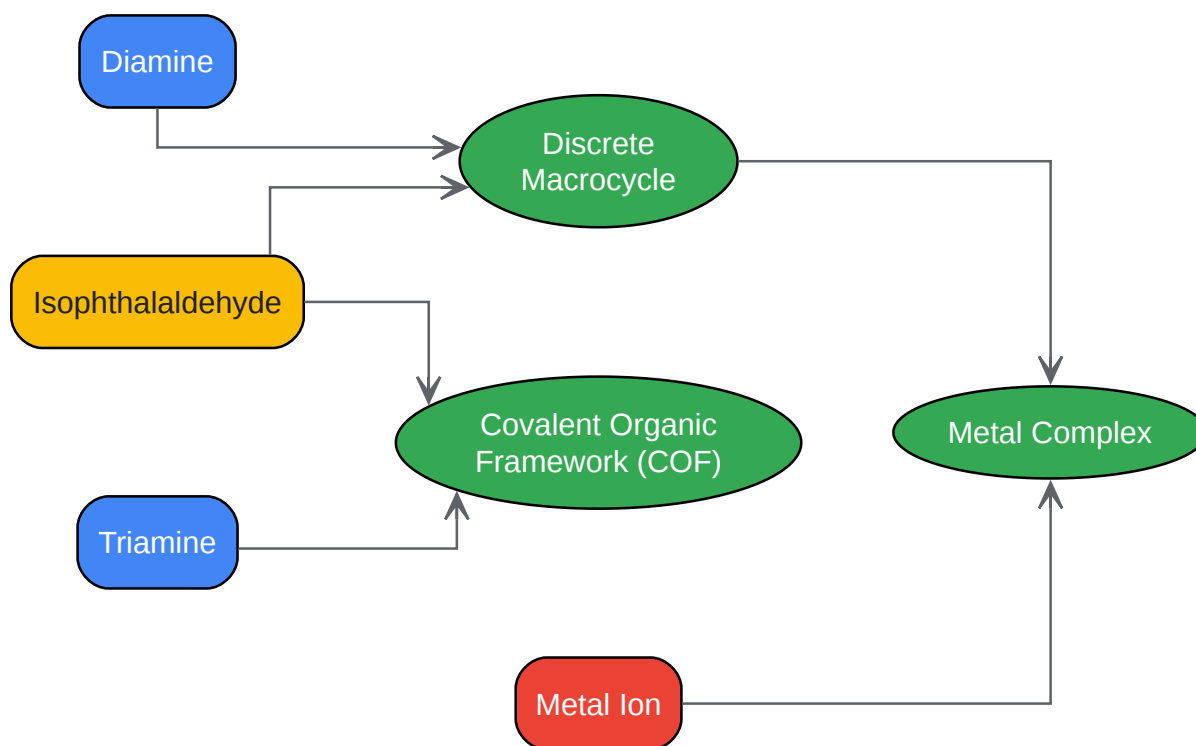 Diamine
Discrete
Macrocycle
Isophthalaldehyde
Covalent Organic
Framework (COF)
Metal Complex
Triamine
Metal Ion